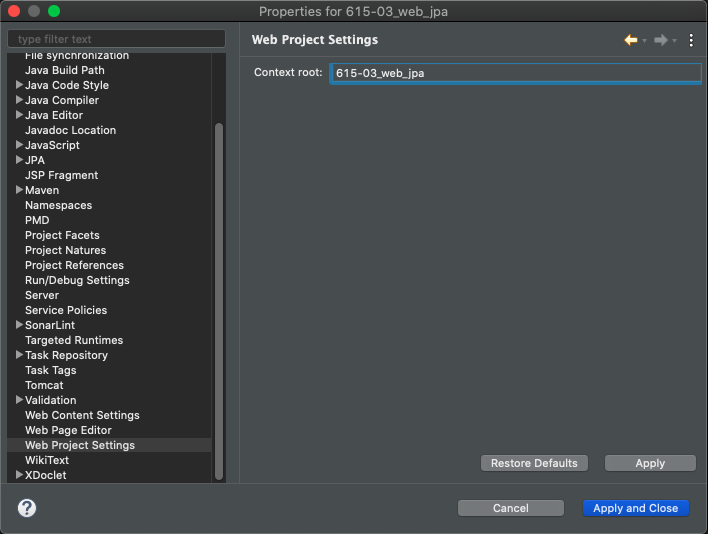 Properties for 615-03_web_jpa
type filter text
File synchronization
Java Build Path
Java Code Style
Java Compiler
Java Editor
Javadoc Location
JavaScript
JPA
JSP Fragment
Maven
Namespaces
PMD
Project Facets
Project Natures
Project References
Run/Debug Settings
Server
Service Policies
SonarLint
Targeted Runtimes
Task Repository
Task Tags
Tomcat
Validation
Web Content Settings
Web Page Editor
Web Project Settings
WikiText
XDoclet
Web Project Settings
Context root: 615-03_web_jpa
Restore Defaults Apply
? Cancel Apply and Close